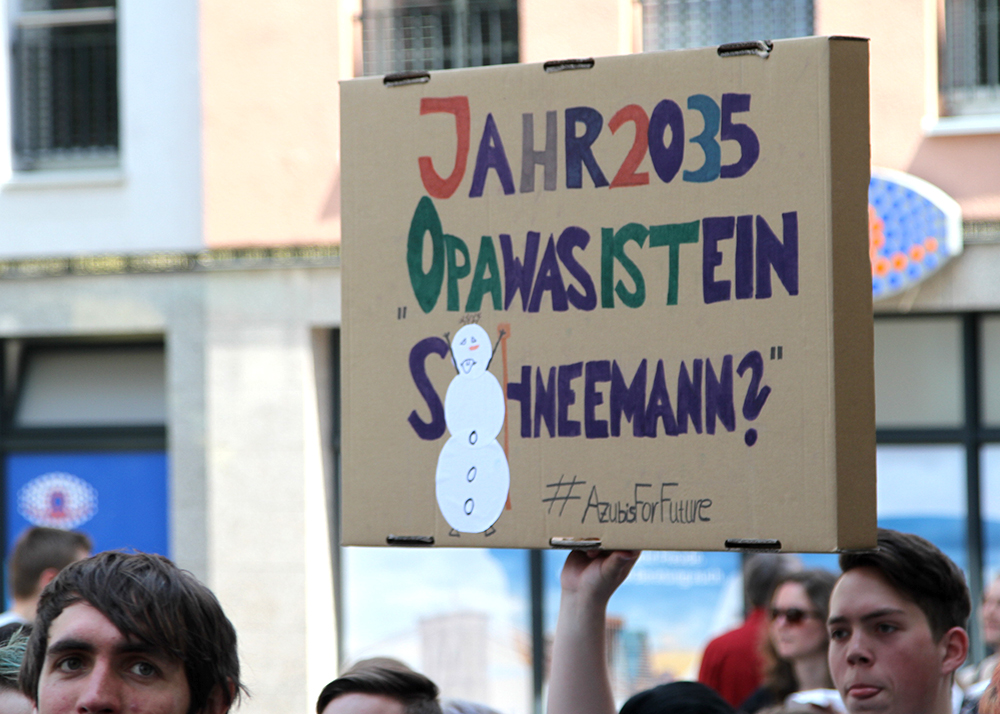 JAHR 2035
„OPA WAS IST EIN
SCHNEEMANN?"
#AzubisForFuture